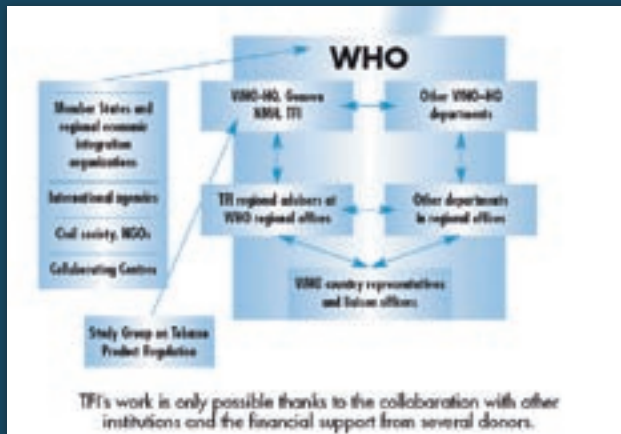 WHO
Member States and
regional economic
integration
organizations
International agencies
Civil society, NGOs
Collaborating Centres
WHO-HQ, Geneva
NMH, TFI
Other WHO-HQ
departments
TFI regional advisers at
WHO regional offices
Other departments
in regional offices
WHO country representatives
and liaison officers
Study Group on Tobacco
Product Regulation
TFI's work is only possible thanks to the collaboration with other
institutions and the financial support from several donors.